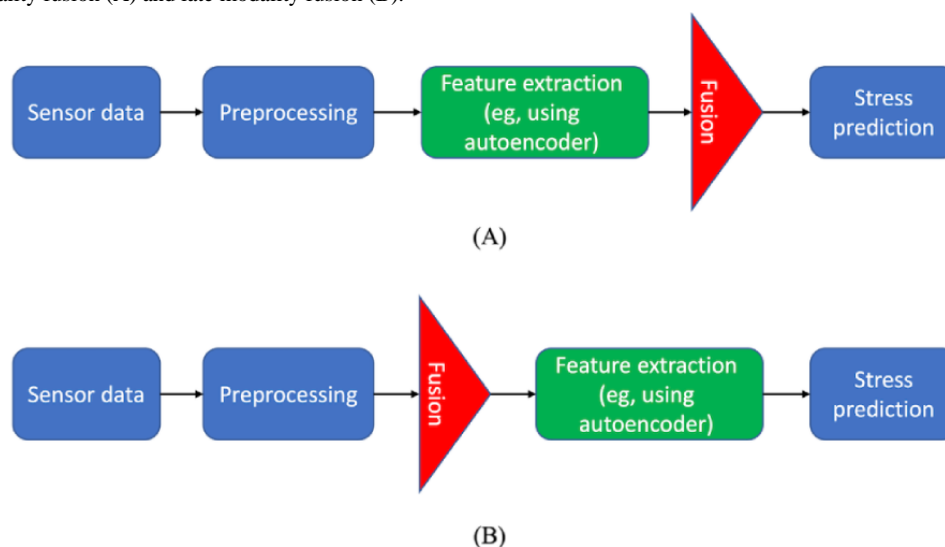 fusion (A) and late modality fusion (B).
Sensor data
Preprocessing
Feature extraction
(eg, using
autoencoder)
Fusion
Stress
prediction
(A)
Sensor data
Preprocessing
Fusion
Feature extraction
(eg, using
autoencoder)
Stress
prediction
(B)